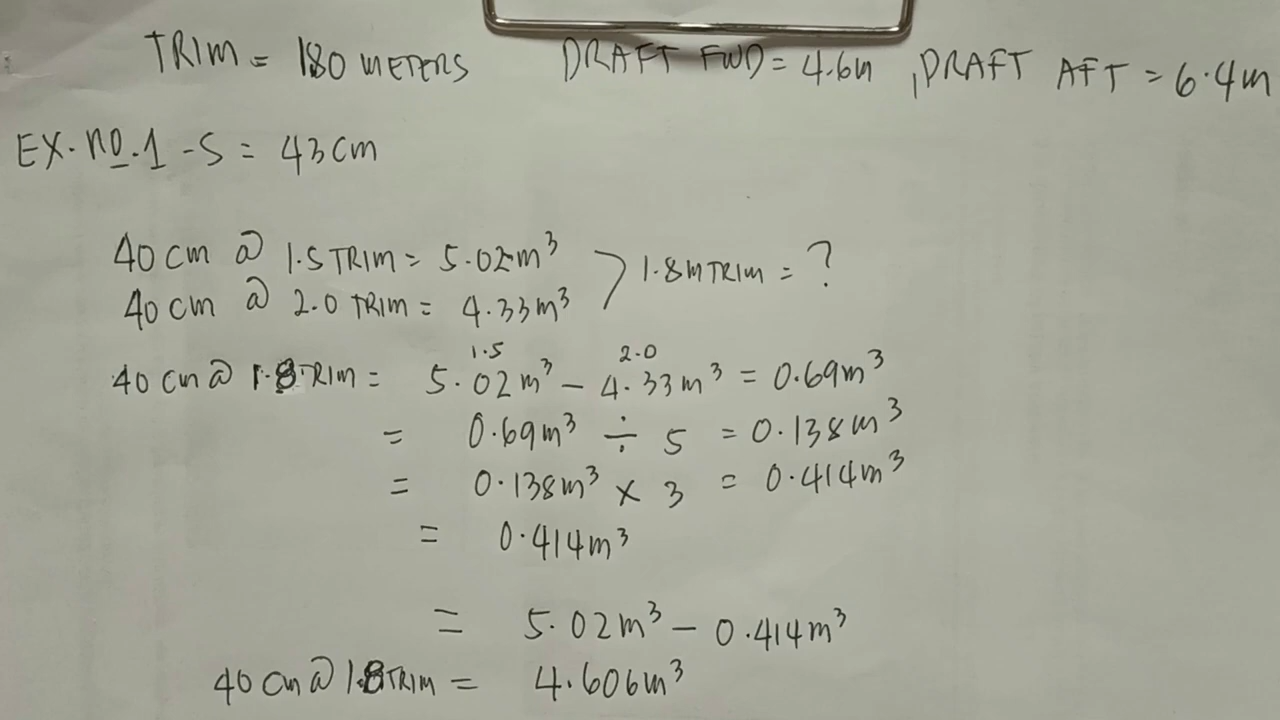 TRIM = 180 METERS DRAFT FWD = 4.6m, DRAFT AFT = 6.4m
EX. NO. 1 - S = 43 cm
40 cm @ 1.5 TRIM = 5.02m³
40 cm @ 2.0 TRIM = 4.33m³ > 1.8m TRIM = ?
1.5 2.0
40 cm @ 1.8 TRIM = 5.02m³ - 4.33m³ = 0.69m³
= 0.69m³ ÷ 5 = 0.138m³
= 0.138m³ x 3 = 0.414m³
= 0.414m³
= 5.02m³ - 0.414m³
40 cm @ 1.8 TRIM = 4.606m³